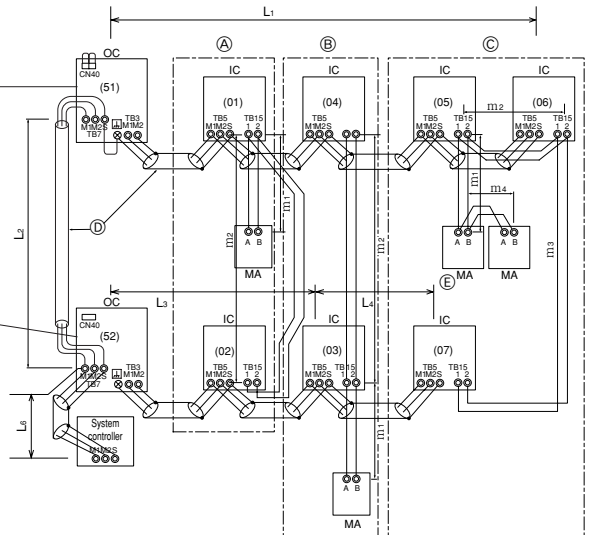 L1
A
B
C
OC
CN40
(51)
M1M2S
TB7
TB3
M1M2
IC
(01)
TB5
M1M2S
TB15
1 2
IC
(04)
TB5
M1M2S
IC
(05)
TB5
M1M2S
TB15
1 2
IC
(06)
TB5
M1M2S
TB15
1 2
m2
L2
D
m2
m1
A B
MA
m2
m1
m4
A B
MA
A B
MA
E
m3
L3
L4
OC
CN40
(52)
M1M2S
TB7
TB3
M1M2
IC
(02)
TB5
M1M2S
TB15
1 2
IC
(03)
TB5
M1M2S
TB15
1 2
IC
(07)
TB5
M1M2S
TB15
1 2
L6
System
controller
M1M2S
m1
A B
MA